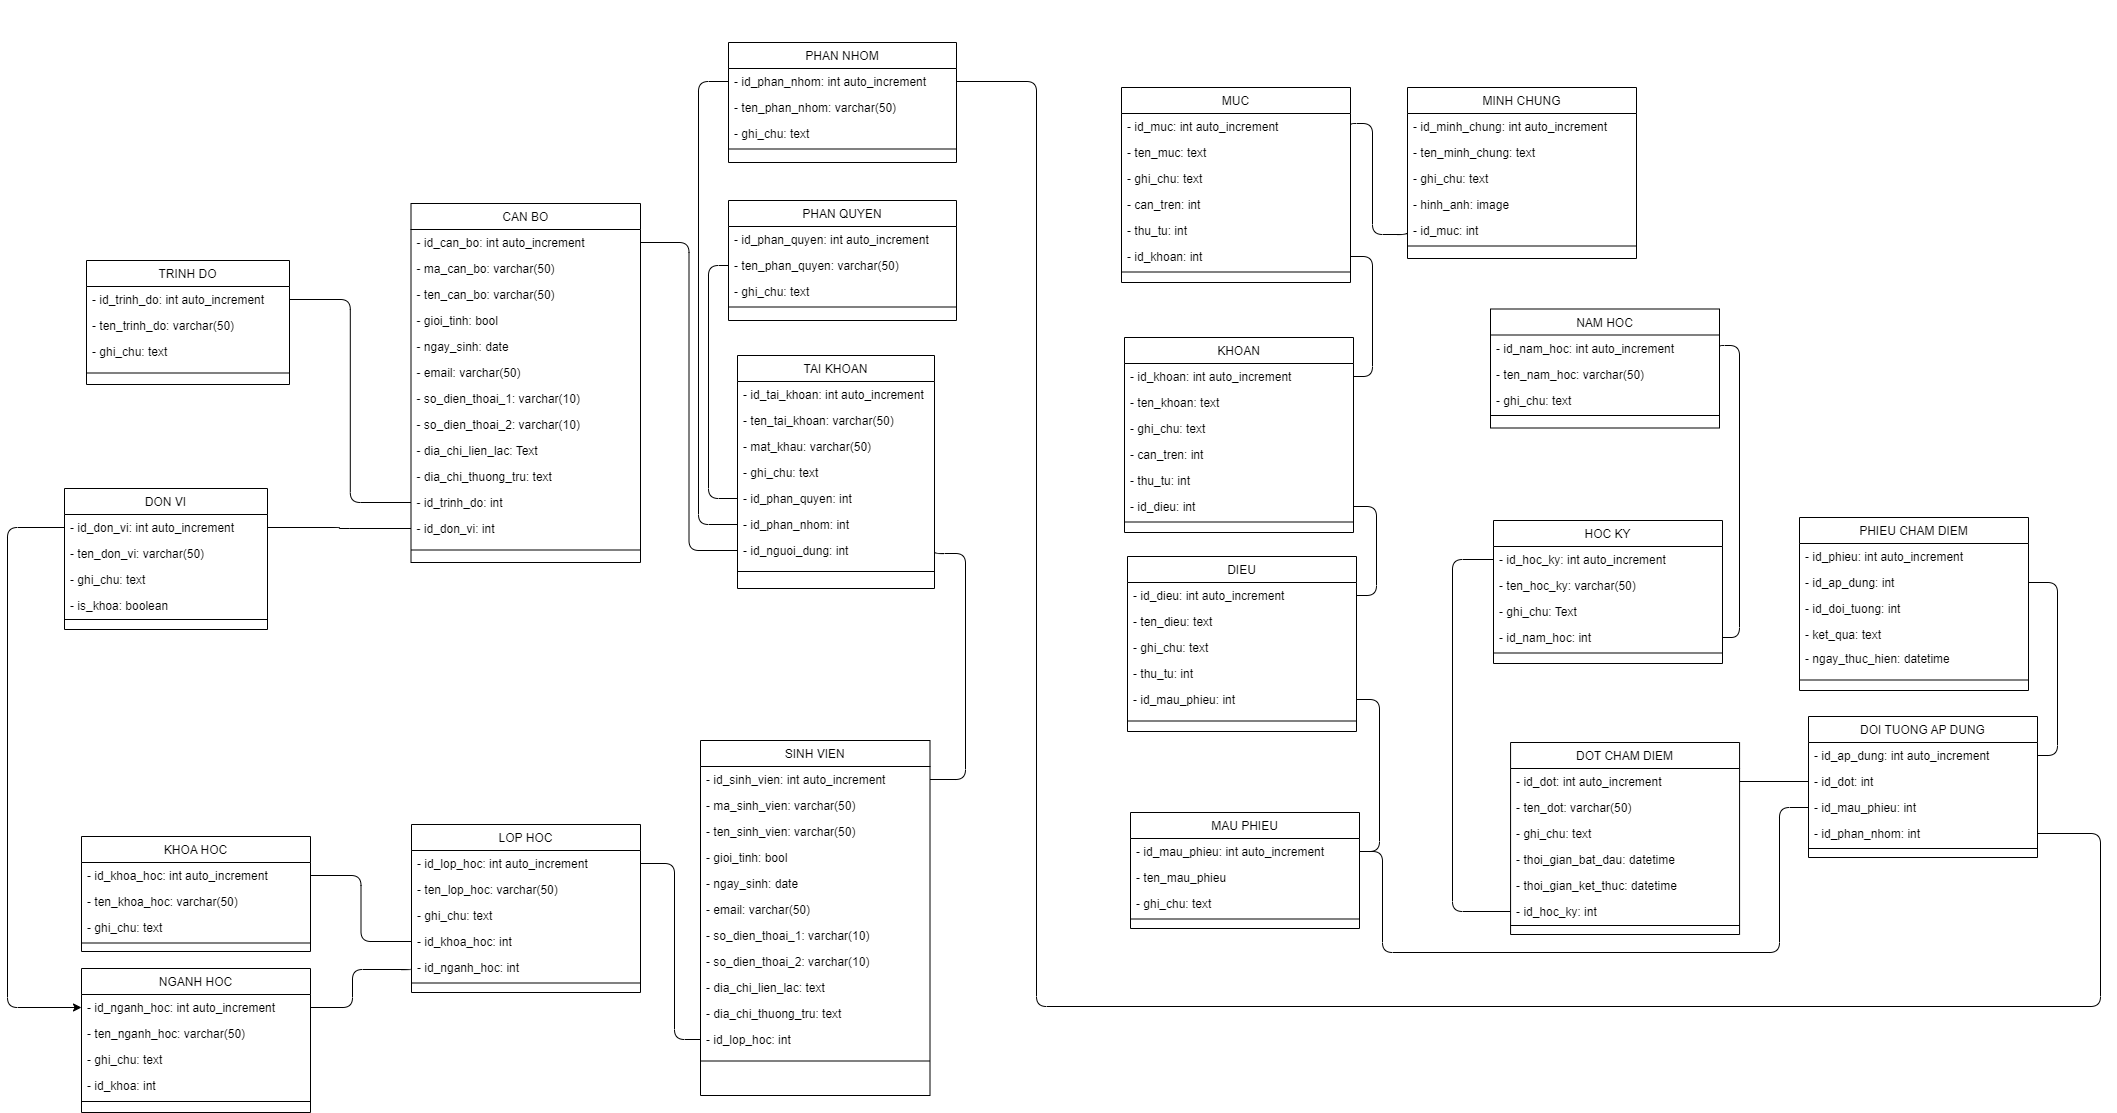 PHAN NHOM
- id_phan_nhom: int auto_increment
- ten_phan_nhom: varchar(50)
- ghi_chu: text
MUC
- id_muc: int auto_increment
- ten_muc: text
- ghi_chu: text
- can_tren: int
- thu_tu: int
- id_khoan: int
MINH CHUNG
- id_minh_chung: int auto_increment
- ten_minh_chung: text
- ghi_chu: text
- hinh_anh: image
- id_muc: int
PHAN QUYEN
- id_phan_quyen: int auto_increment
- ten_phan_quyen: varchar(50)
- ghi_chu: text
CAN BO
- id_can_bo: int auto_increment
- ma_can_bo: varchar(50)
- ten_can_bo: varchar(50)
- gioi_tinh: bool
- ngay_sinh: date
- email: varchar(50)
- so_dien_thoai_1: varchar(10)
- so_dien_thoai_2: varchar(10)
- dia_chi_lien_lac: Text
- dia_chi_thuong_tru: text
- id_trinh_do: int
- id_don_vi: int
TRINH DO
- id_trinh_do: int auto_increment
- ten_trinh_do: varchar(50)
- ghi_chu: text
TAI KHOAN
- id_tai_khoan: int auto_increment
- ten_tai_khoan: varchar(50)
- mat_khau: varchar(50)
- ghi_chu: text
- id_phan_quyen: int
- id_phan_nhom: int
- id_nguoi_dung: int
KHOAN
- id_khoan: int auto_increment
- ten_khoan: text
- ghi_chu: text
- can_tren: int
- thu_tu: int
- id_dieu: int
NAM HOC
- id_nam_hoc: int auto_increment
- ten_nam_hoc: varchar(50)
- ghi_chu: text
DON VI
- id_don_vi: int auto_increment
- ten_don_vi: varchar(50)
- ghi_chu: text
- is_khoa: boolean
DIEU
- id_dieu: int auto_increment
- ten_dieu: text
- ghi_chu: text
- thu_tu: int
- id_mau_phieu: int
HOC KY
- id_hoc_ky: int auto_increment
- ten_hoc_ky: varchar(50)
- ghi_chu: Text
- id_nam_hoc: int
PHIEU CHAM DIEM
- id_phieu: int auto_increment
- id_ap_dung: int
- id_doi_tuong: int
- ket_qua: text
- ngay_thuc_hien: datetime
DOI TUONG AP DUNG
- id_ap_dung: int auto_increment
- id_dot: int
- id_mau_phieu: int
- id_phan_nhom: int
DOT CHAM DIEM
- id_dot: int auto_increment
- ten_dot: varchar(50)
- ghi_chu: text
- thoi_gian_bat_dau: datetime
- thoi_gian_ket_thuc: datetime
- id_hoc_ky: int
SINH VIEN
- id_sinh_vien: int auto_increment
- ma_sinh_vien: varchar(50)
- ten_sinh_vien: varchar(50)
- gioi_tinh: bool
- ngay_sinh: date
- email: varchar(50)
- so_dien_thoai_1: varchar(10)
- so_dien_thoai_2: varchar(10)
- dia_chi_lien_lac: text
- dia_chi_thuong_tru: text
- id_lop_hoc: int
MAU PHIEU
- id_mau_phieu: int auto_increment
- ten_mau_phieu
- ghi_chu: text
KHOA HOC
- id_khoa_hoc: int auto_increment
- ten_khoa_hoc: varchar(50)
- ghi_chu: text
LOP HOC
- id_lop_hoc: int auto_increment
- ten_lop_hoc: varchar(50)
- ghi_chu: text
- id_khoa_hoc: int
- id_nganh_hoc: int
NGANH HOC
- id_nganh_hoc: int auto_increment
- ten_nganh_hoc: varchar(50)
- ghi_chu: text
- id_khoa: int